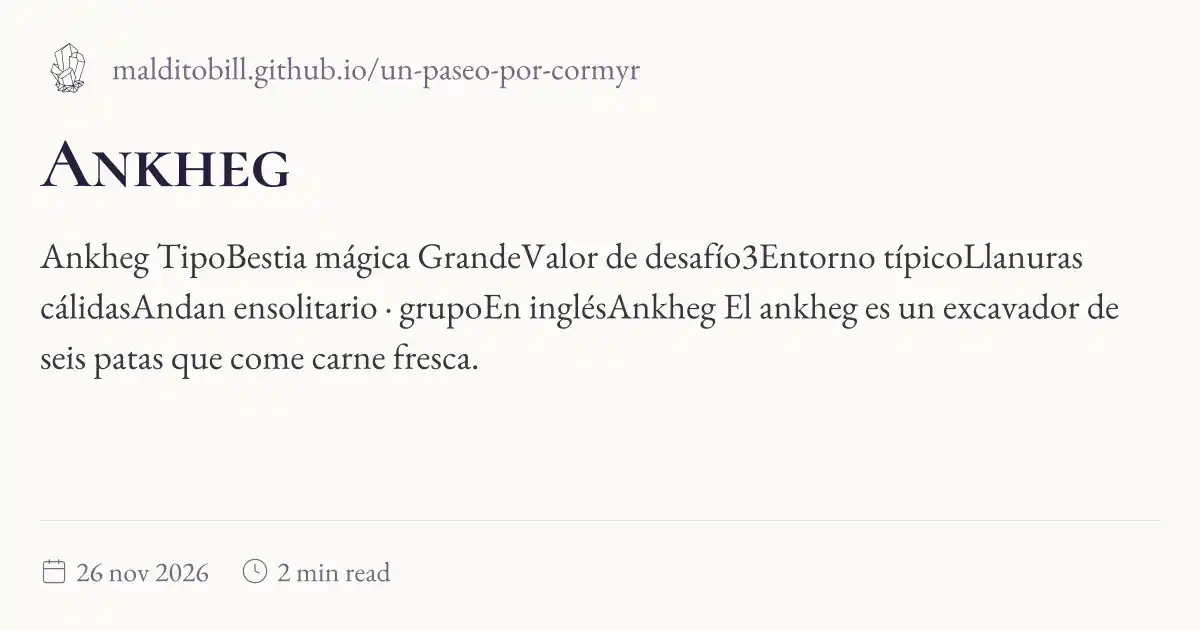 malditobill.github.io/un-paseo-por-cormyr
Ankheg
Ankheg TipoBestia mágica GrandeValor de desafío3Entorno típicoLlanuras
cálidasAndan ensolitario · grupoEn inglésAnkheg El ankheg es un excavador de
seis patas que come carne fresca.
26 nov 2026 2 min read